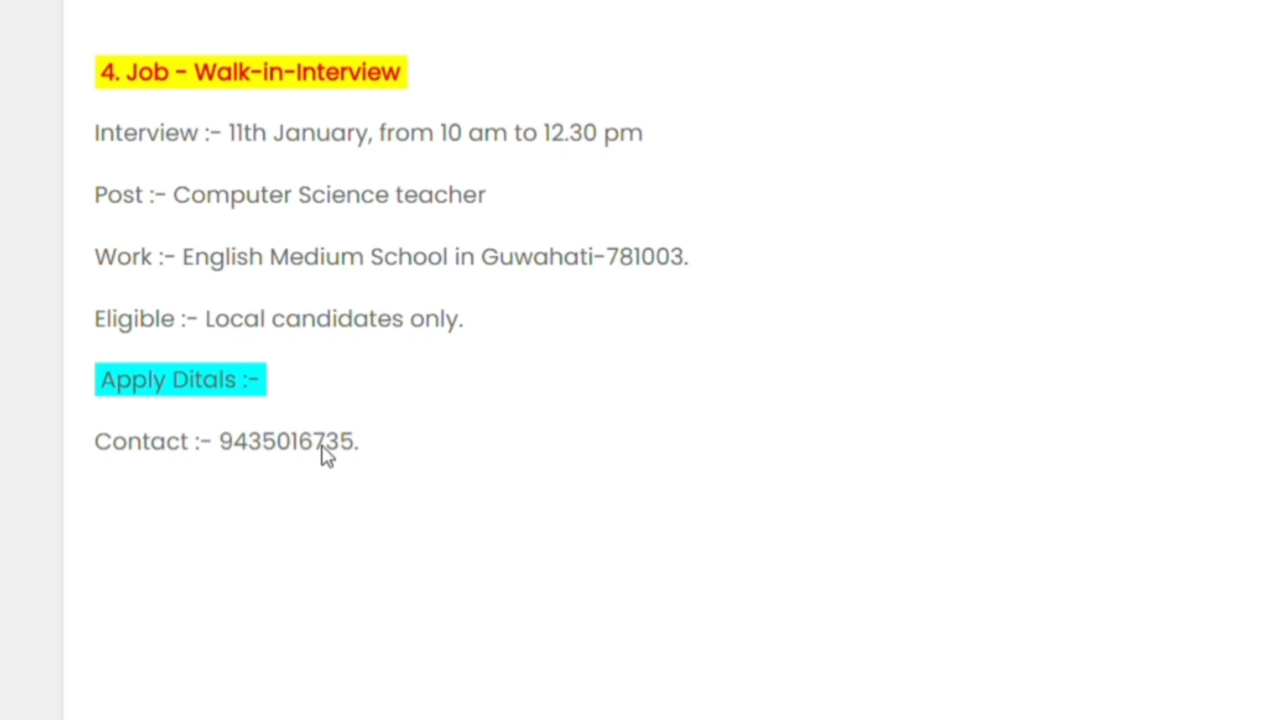 4. Job - Walk-in-Interview
Interview :- 11th January, from 10 am to 12.30 pm
Post :- Computer Science teacher
Work :- English Medium School in Guwahati-781003.
Eligible :- Local candidates only.
Apply Ditals :-
Contact :- 9435016735.